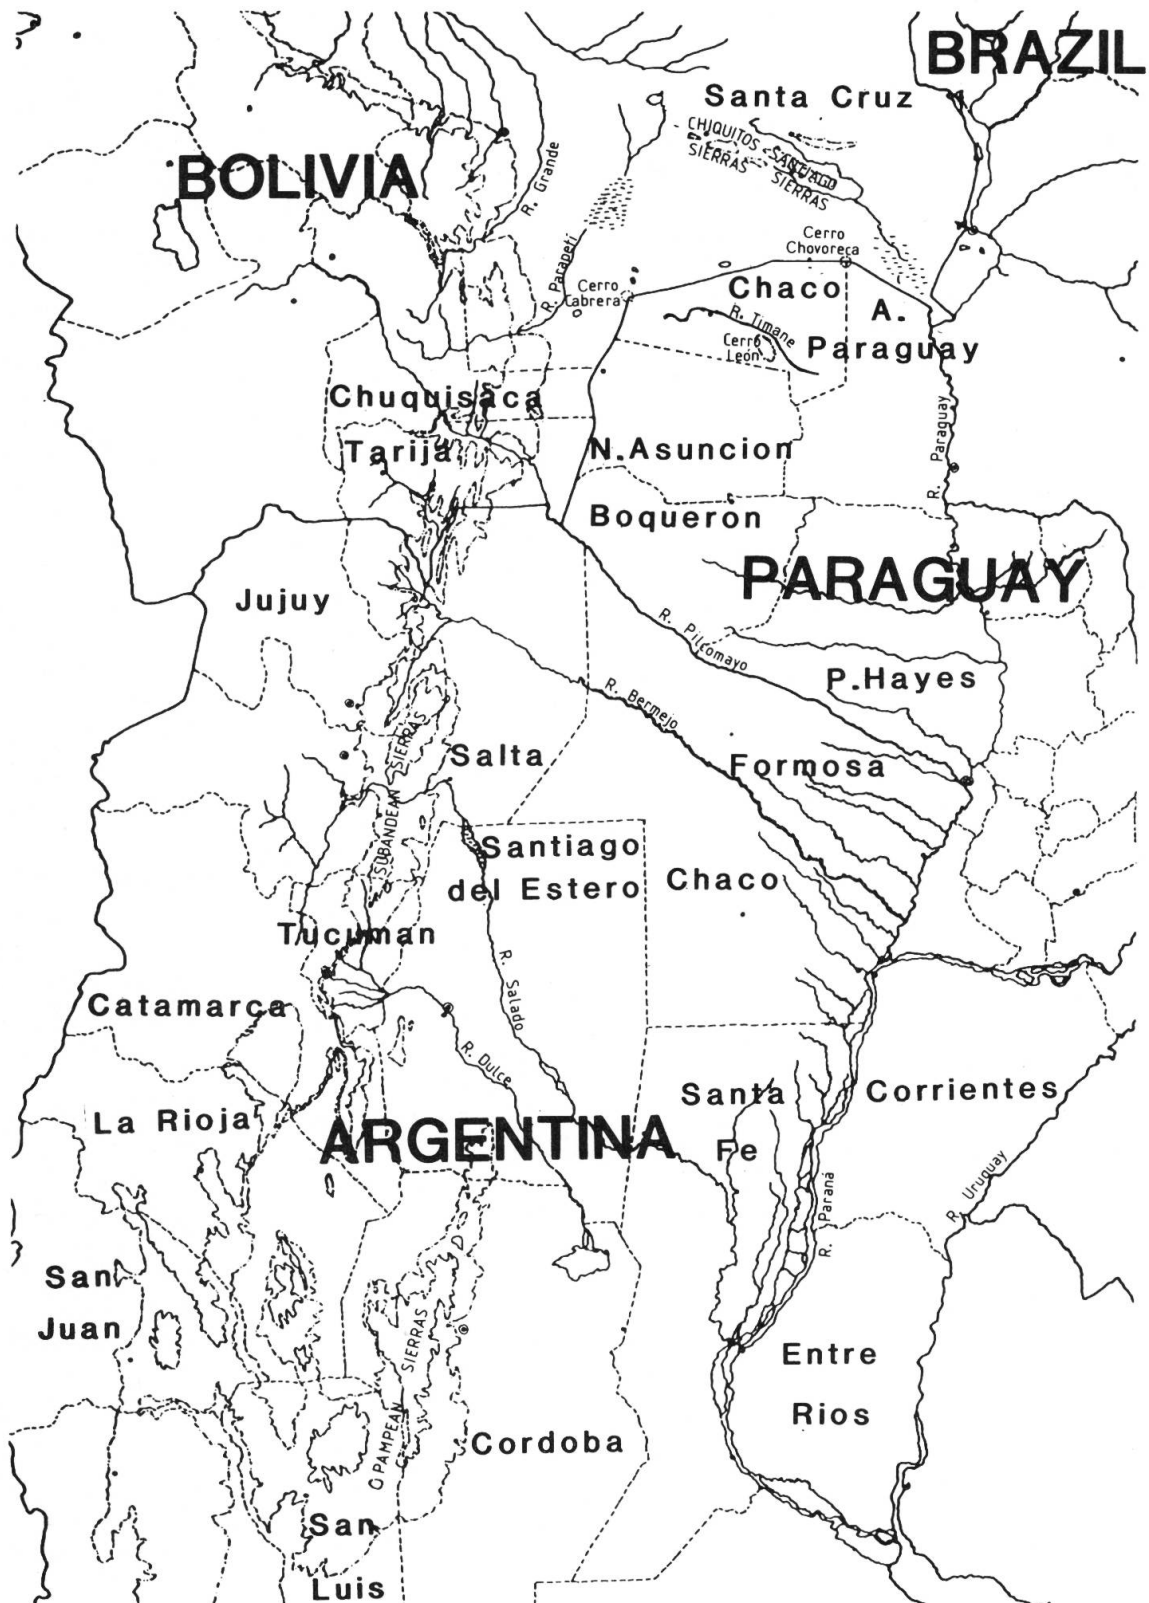 BRAZIL
Santa Cruz
CHIQUITOS
SIERRAS
SANTIAGO
SIERRAS
BOLIVIA
R. Grande
R. Parapetí
Cerro
Chovoreca
Cerro
Cabrera
Chaco
A.
Paraguay
R. Timane
Cerro
León
Chuquisaca
Tarija
N.Asuncion
R. Paraguay
Boqueron
PARAGUAY
Jujuy
R. Pilcomayo
P.Hayes
R. Bermejo
SUBANDEAN SIERRAS
Salta
Formosa
Santiago
del Estero
Chaco
Tucuman
R. Salado
Catamarca
R. Dulce
Santa
Fe
Corrientes
La Rioja
ARGENTINA
R. Paraná
R. Uruguay
San
Juan
PAMPEAN SIERRAS
Entre
Rios
Cordoba
San
Luis